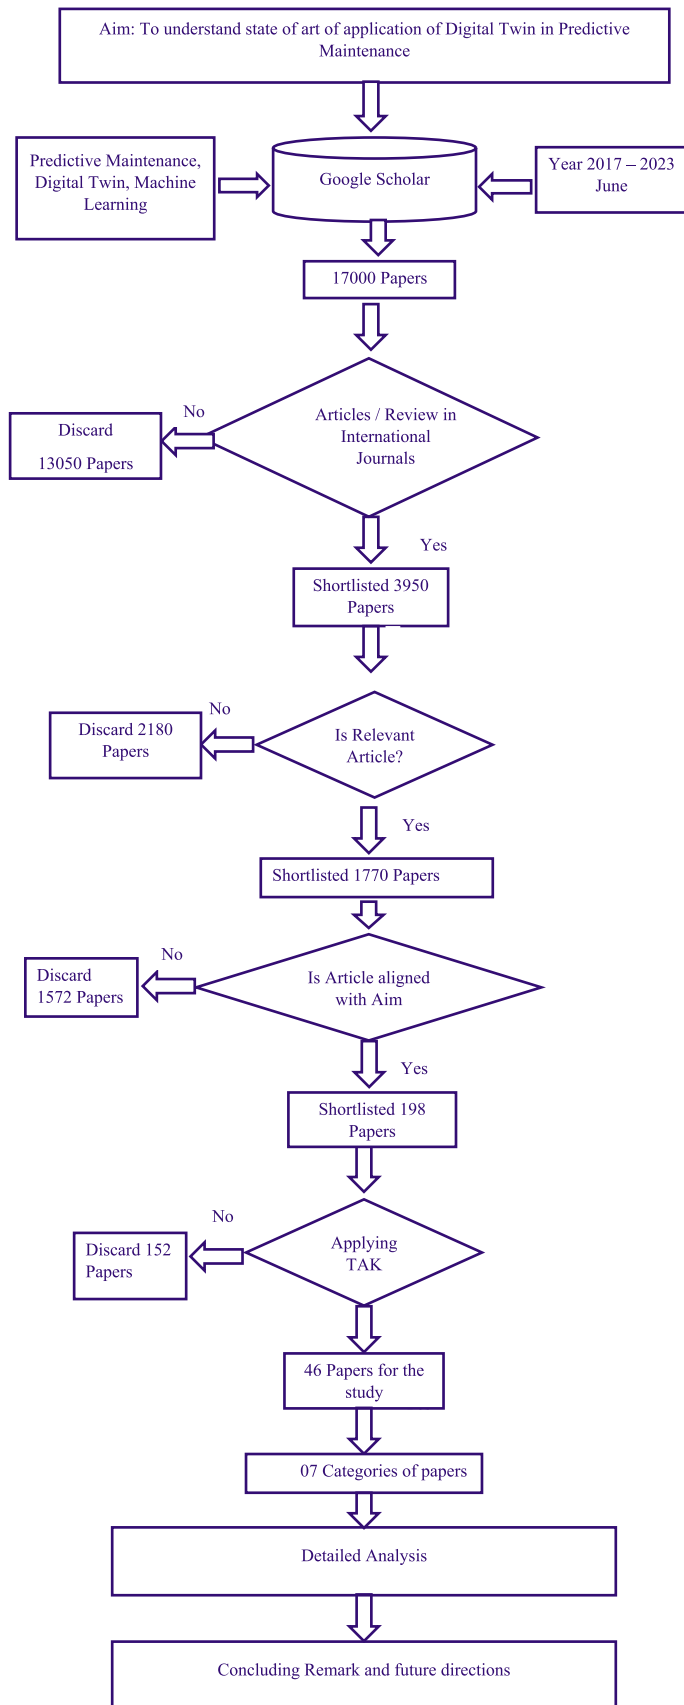 Aim: To understand state of art of application of Digital Twin in Predictive
Maintenance
Predictive Maintenance,
Digital Twin, Machine
Learning
Google Scholar
Year 2017 – 2023
June
17000 Papers
Articles / Review in
International
Journals
No
Discard
13050 Papers
Yes
Shortlisted 3950
Papers
Is Relevant
Article?
No
Discard 2180
Papers
Yes
Shortlisted 1770 Papers
Is Article aligned
with Aim
No
Discard
1572 Papers
Yes
Shortlisted 198
Papers
Applying
TAK
No
Discard 152
Papers
46 Papers for the
study
07 Categories of papers
Detailed Analysis
Concluding Remark and future directions